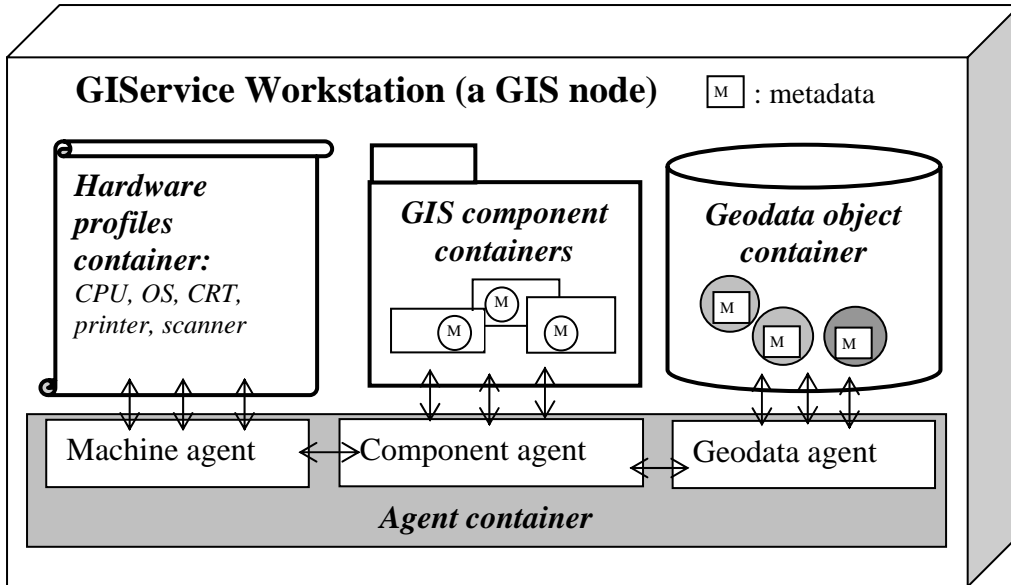 GIService Workstation (a GIS node)
M : metadata
Hardware
profiles
container:
CPU, OS, CRT,
printer, scanner
GIS component
containers
M
M
M
Geodata object
container
M
M
M
Machine agent
Component agent
Geodata agent
Agent container